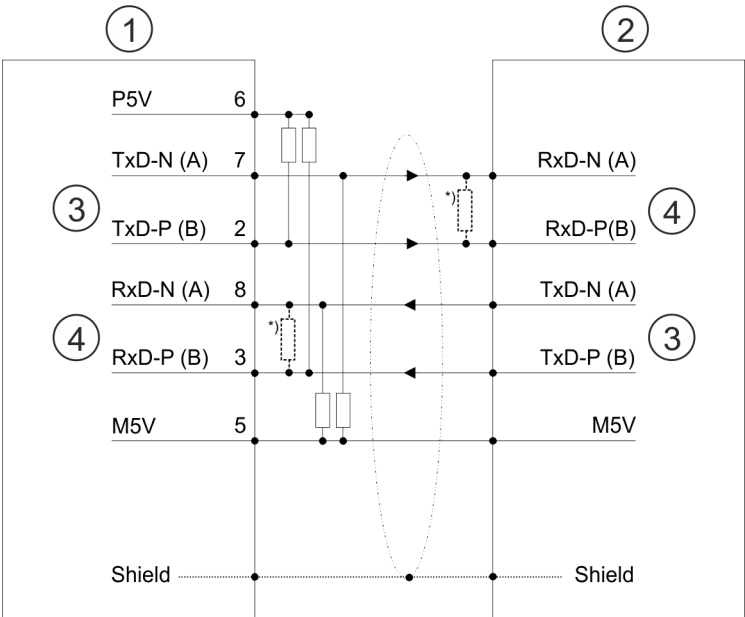 1 2
P5V 6
TxD-N (A) 7 RxD-N (A)
*)
3 4
TxD-P (B) 2 RxD-P(B)
RxD-N (A) 8 TxD-N (A)
*)
4 3
RxD-P (B) 3 TxD-P (B)
M5V 5 M5V
Shield Shield